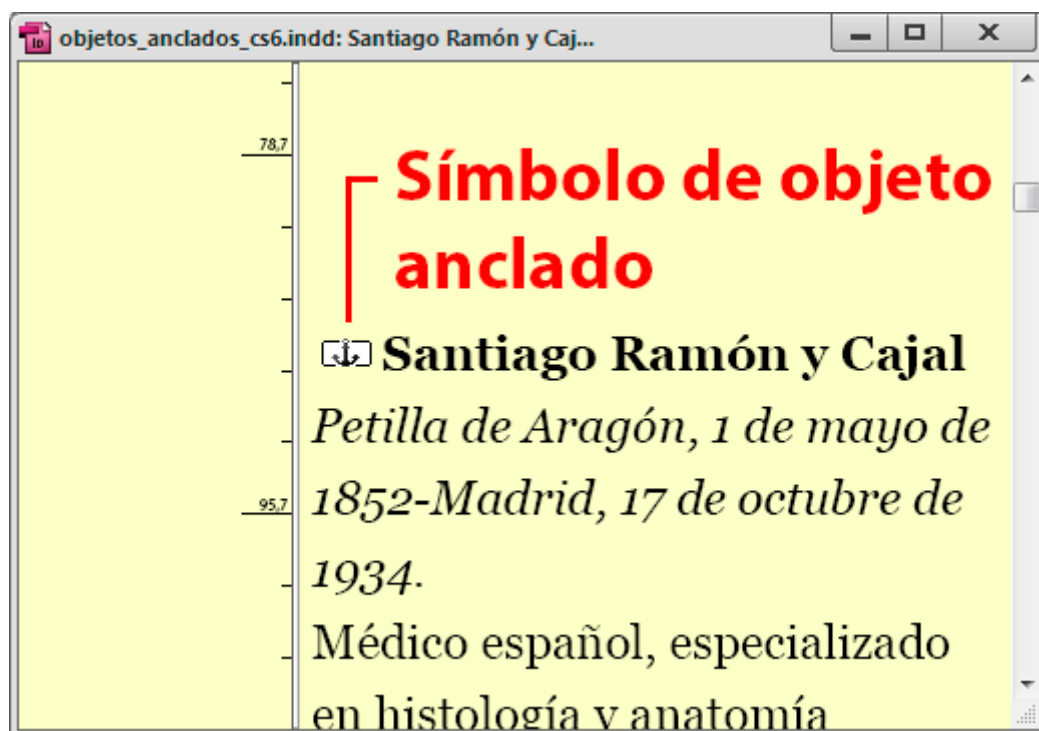 objetos_anclados_cs6.indd: Santiago Ramón y Caj...
78,7
Símbolo de objeto
anclado
Santiago Ramón y Cajal
Petilla de Aragón, 1 de mayo de
95,7
1852-Madrid, 17 de octubre de
1934.
Médico español, especializado
en histología y anatomía